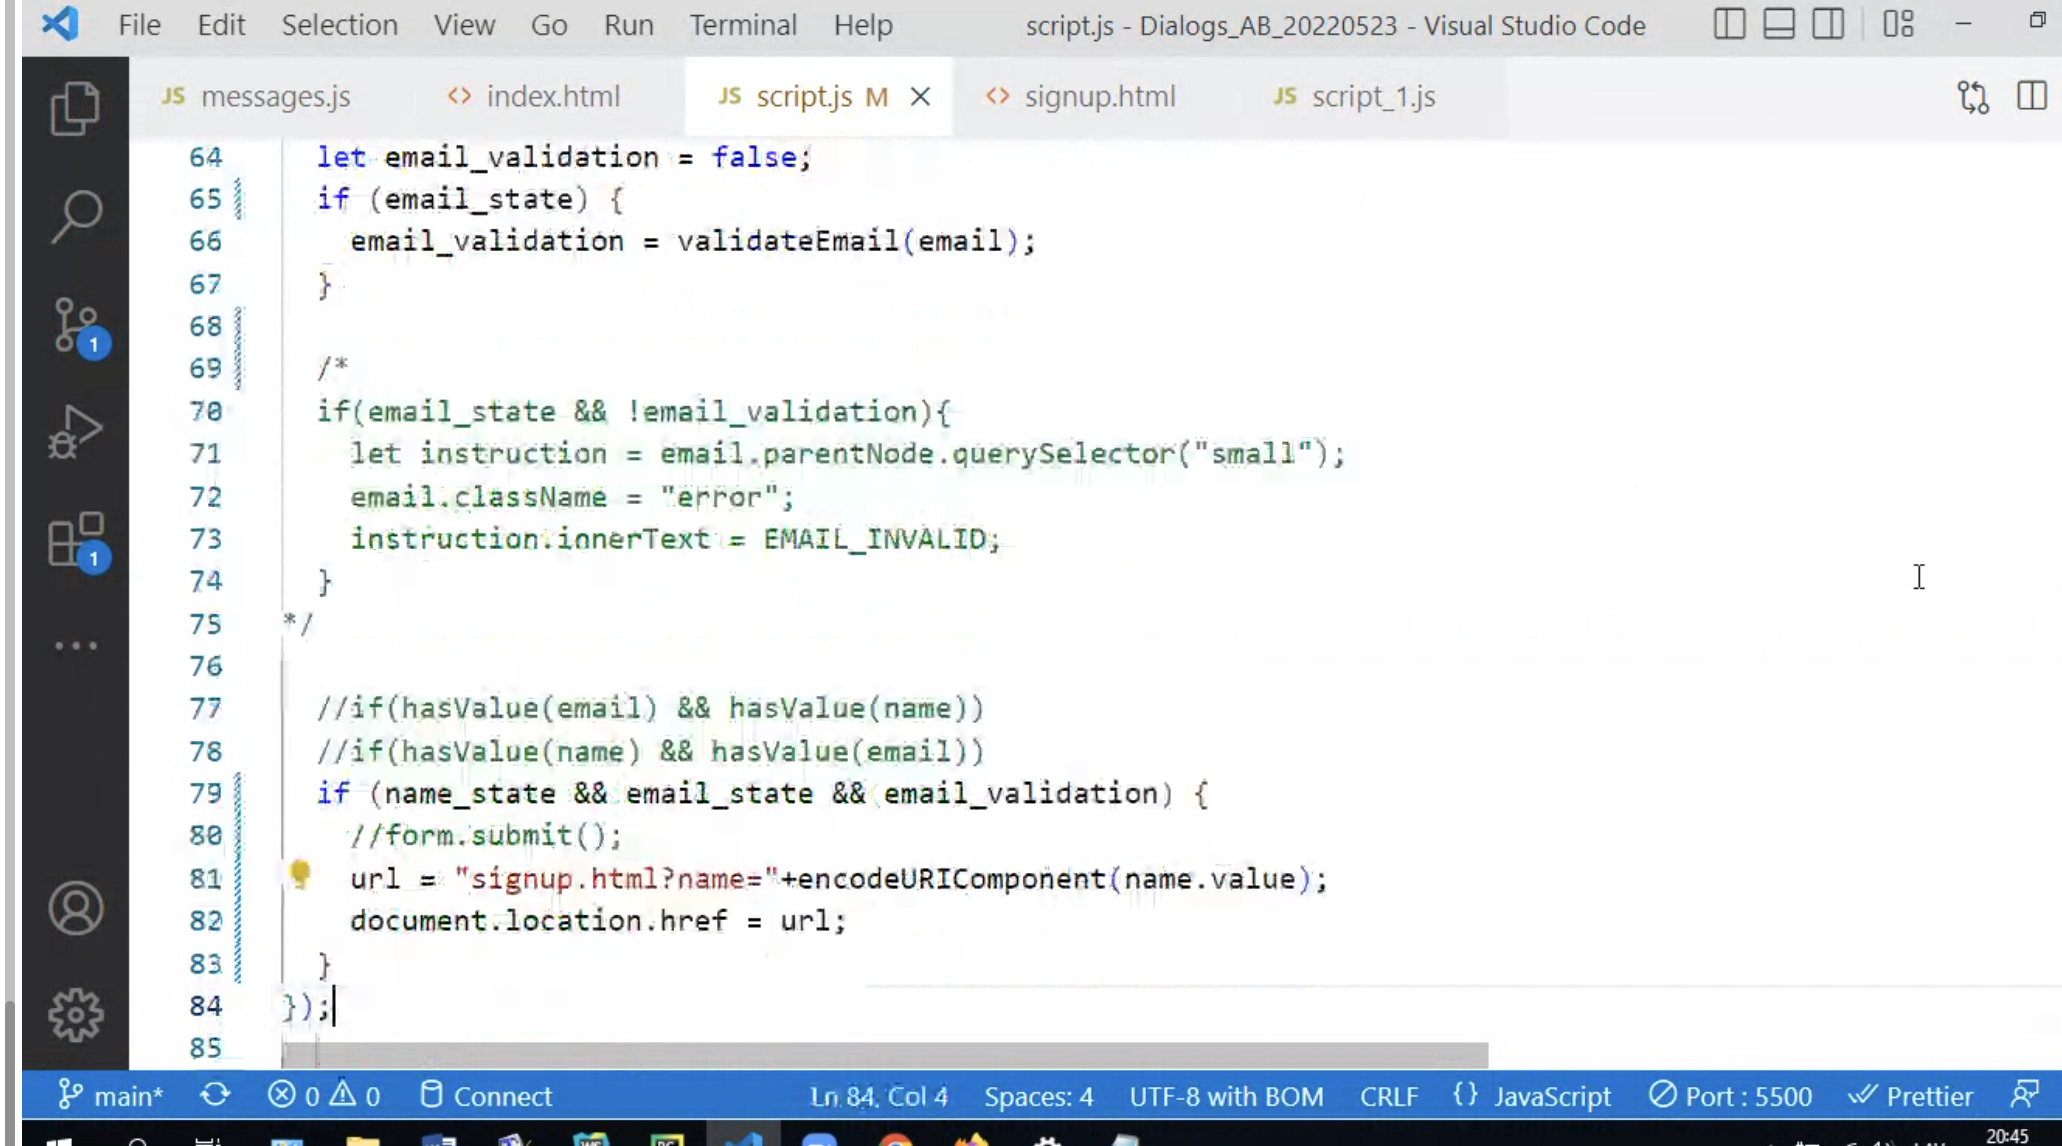 File Edit Selection View Go Run Terminal Help script.js - Dialogs_AB_20220523 - Visual Studio Code
JS messages.js <> index.html JS script.js M <> signup.html JS script_1.js
64 let email_validation = false;
65 if (email_state) {
66 email_validation = validateEmail(email);
67 }
68
69 /*
70 if(email_state && !email_validation){
71 let instruction = email.parentNode.querySelector("small");
72 email.className = "error";
73 instruction.innerText = EMAIL_INVALID;
74 }
75 */
76
77 //if(hasValue(email) && hasValue(name))
78 //if(hasValue(name) && hasValue(email))
79 if (name_state && email_state && email_validation) {
80 //form.submit();
81 url = "signup.html?name="+encodeURIComponent(name.value);
82 document.location.href = url;
83 }
84 });
85
1
1
main* 0 0 Connect Ln 84, Col 4 Spaces: 4 UTF-8 with BOM CRLF {} JavaScript Port : 5500 Prettier
20:45